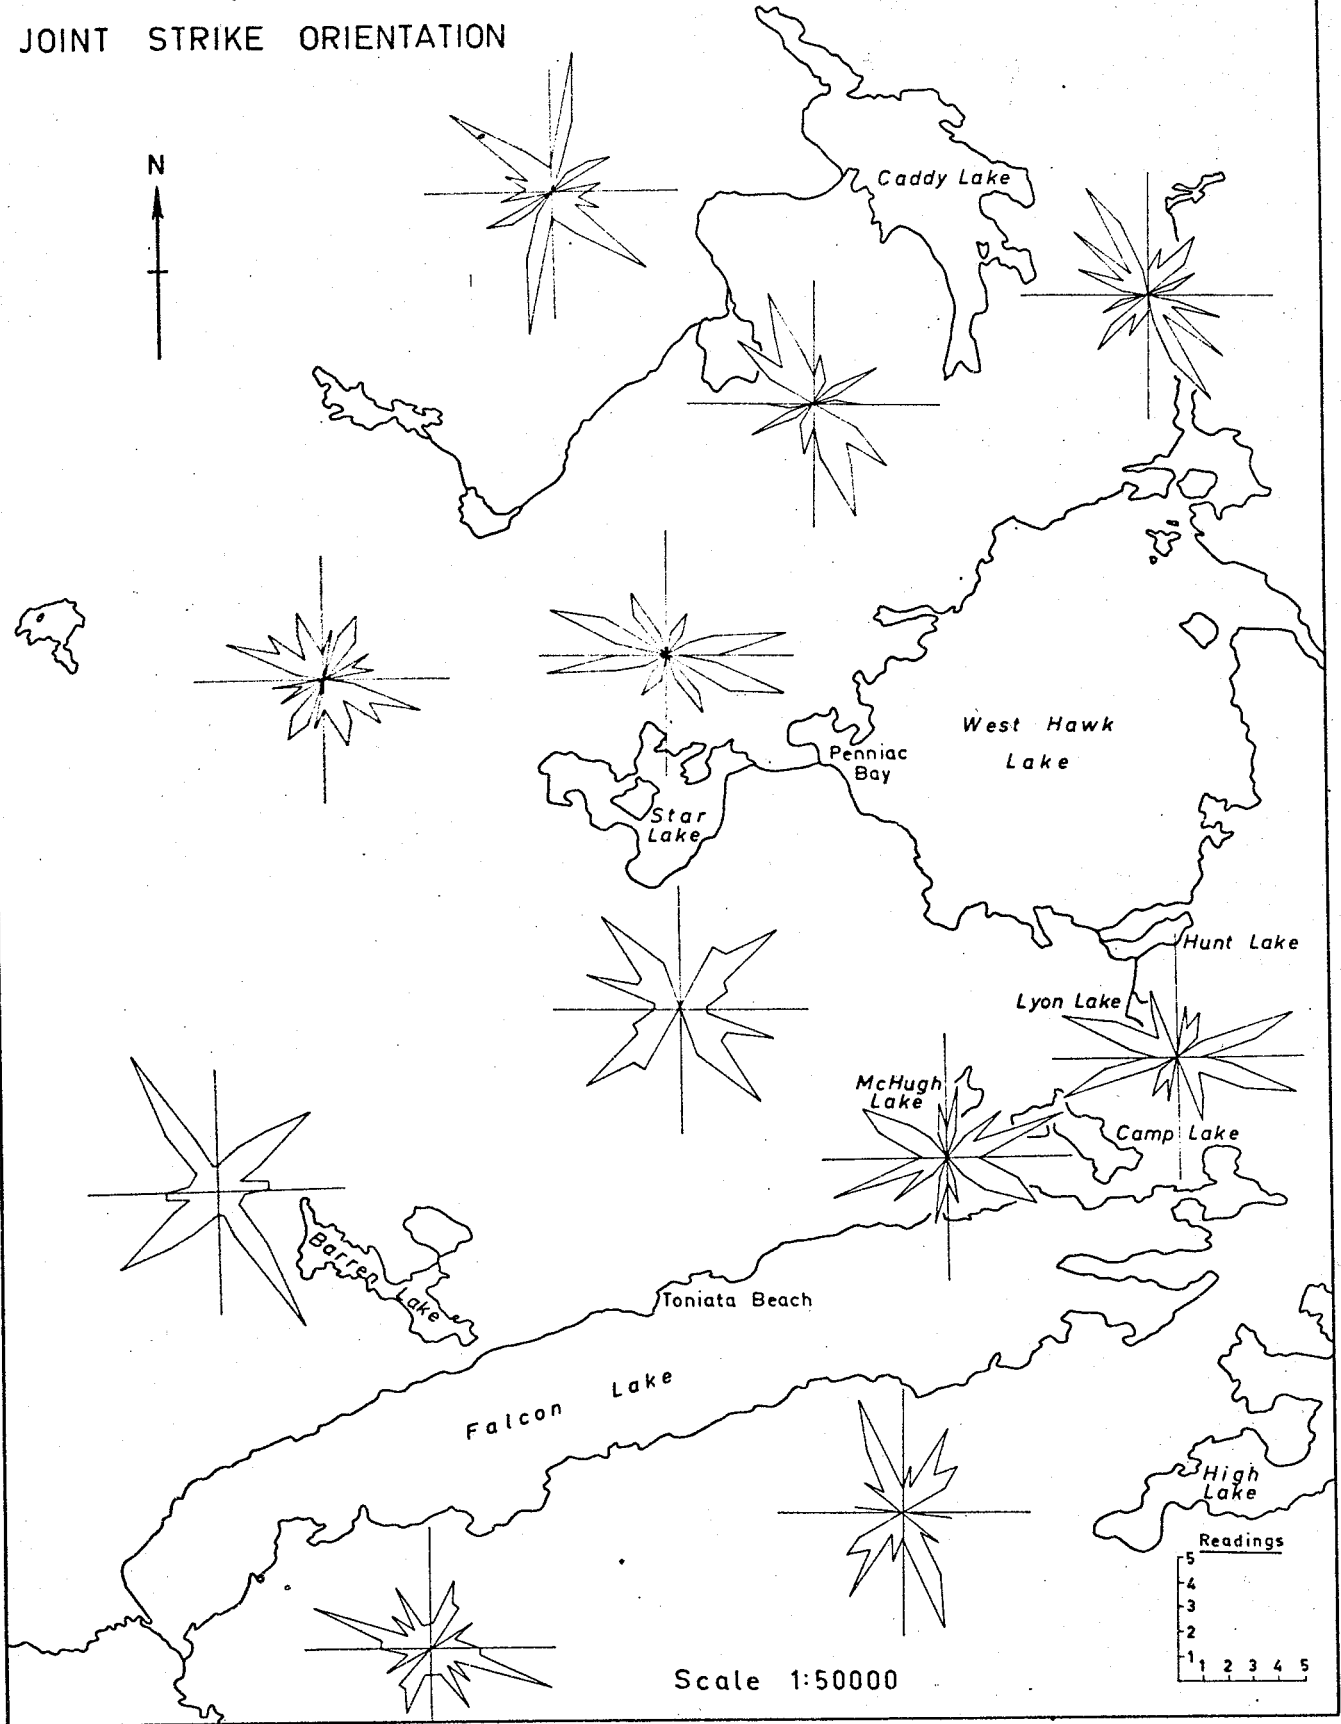 JOINT STRIKE ORIENTATION
N
Caddy Lake
West Hawk
Lake
Penniac
Bay
Star
Lake
Hunt Lake
Lyon Lake
McHugh
Lake
Camp Lake
Barren Lake
Toniata Beach
Falcon Lake
High
Lake
Readings
5
4
3
2
1
1 2 3 4 5
Scale 1:50000